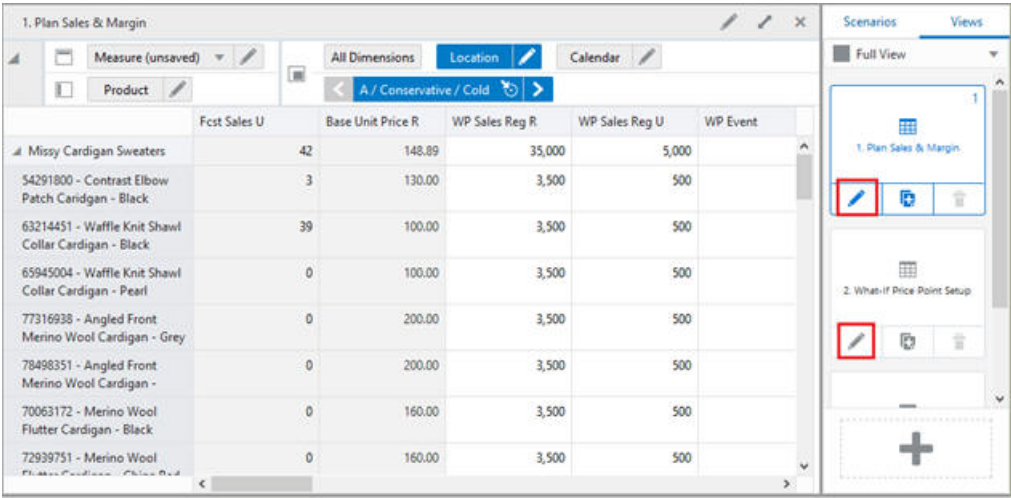 1. Plan Sales & Margin
Scenarios Views
Measure (unsaved)
All Dimensions Location Calendar
Full View
Product
A / Conservative / Cold
1
Fcst Sales U Base Unit Price R WP Sales Reg R WP Sales Reg U WP Event
1. Plan Sales & Margin
Missy Cardigan Sweaters 42 148.89 35,000 5,000
54291800 - Contrast Elbow 3 130.00 3,500 500
Patch Caridgan - Black
63214451 - Waffle Knit Shawl 39 100.00 3,500 500
Collar Cardigan - Black
65945004 - Waffle Knit Shawl 0 100.00 3,500 500
Collar Cardigan - Pearl
2. What-If Price Point Setup
77316938 - Angled Front 0 200.00 3,500 500
Merino Wool Cardigan - Grey
78498351 - Angled Front 0 200.00 3,500 500
Merino Wool Cardigan -
70063172 - Merino Wool 0 160.00 3,500 500
Flutter Cardigan - Black
72939751 - Merino Wool 0 160.00 3,500 500